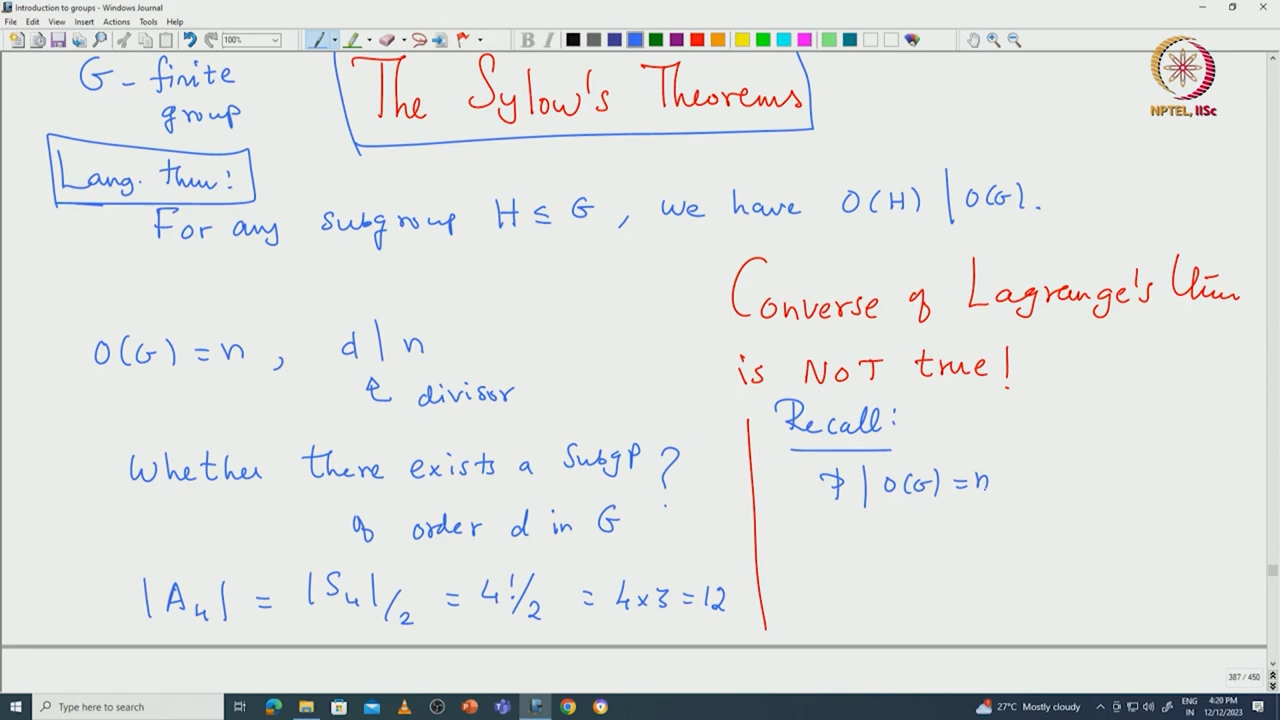 Introduction to groups - Windows Journal
File Edit View Insert Actions Tools Help
100%
B I
NPTEL, IISc
G - finite
group
The Sylow's Theorems
Lang. thm:
For any subgroup H ≤ G, we have O(H) | O(G).
Converse of Lagrange's thm
is NOT true!
O(G) = n, d | n
divisor
Whether there exists a subgp ?
of order d in G
|A₄| = |S₄|/2 = 4!/2 = 4×3 = 12
Recall:
p | O(G) = n
387 / 450
Type here to search
27°C Mostly cloudy
ENG
IN
4:20 PM
12/12/2023